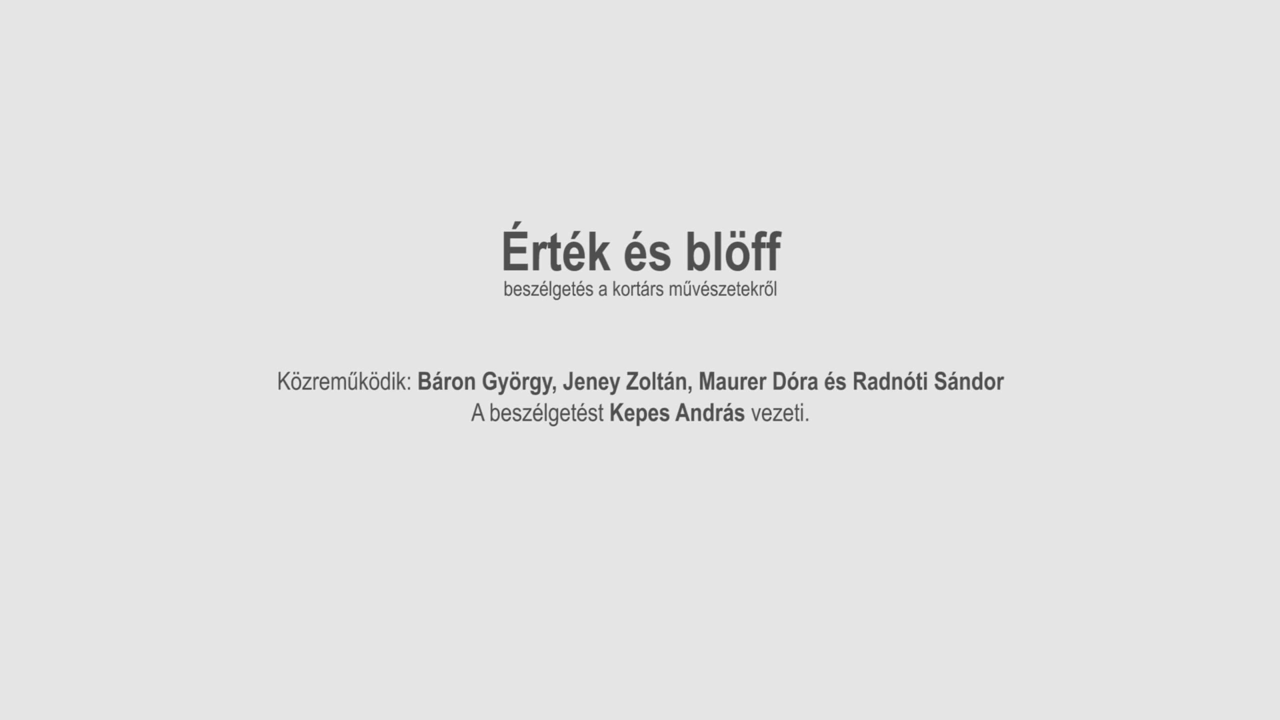 Érték és blöff
beszélgetés a kortárs művészetekről
Közreműködik: Báron György, Jeney Zoltán, Maurer Dóra és Radnóti Sándor
A beszélgetést Kepes András vezeti.